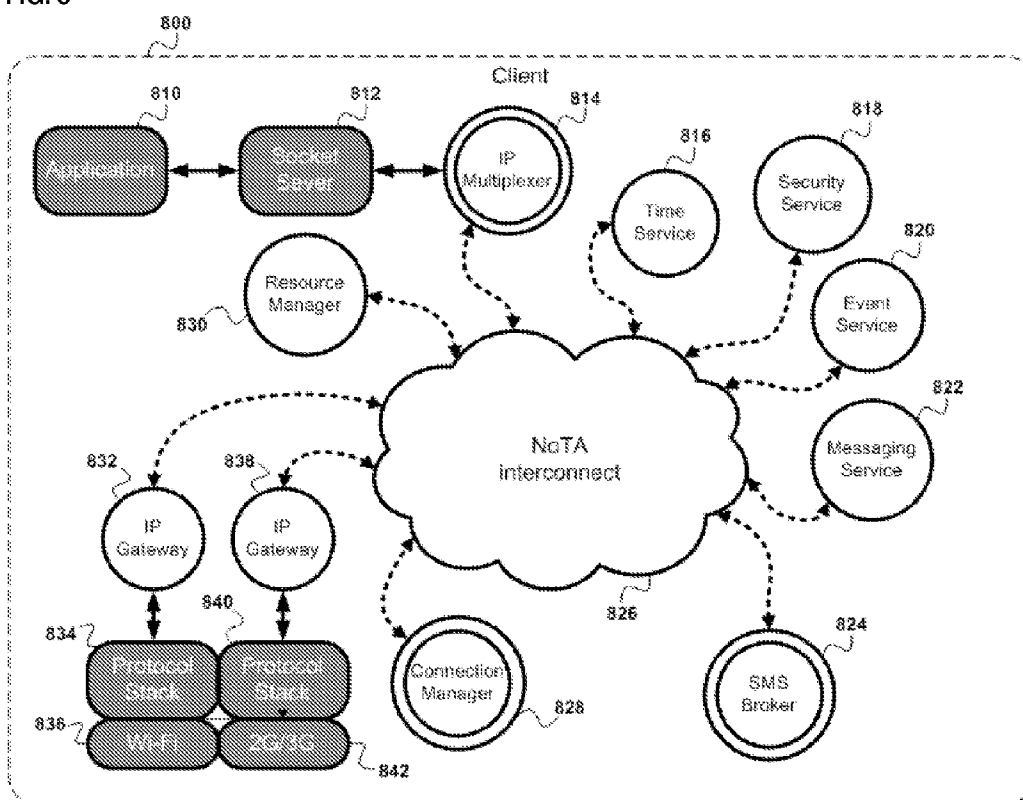 800
Client
810
812
814
Application
Socket
Sever
IP
Multiplexer
816
818
Time
Service
Security
Service
820
Resource
Manager
830
Event
Service
822
NoTA
interconnect
Messaging
Service
832
838
IP
Gateway
IP
Gateway
826
834
840
824
Protocol
Stack
Protocol
Stack
Connection
Manager
828
SMS
Broker
836
Wi-Fi
2G/3G
842